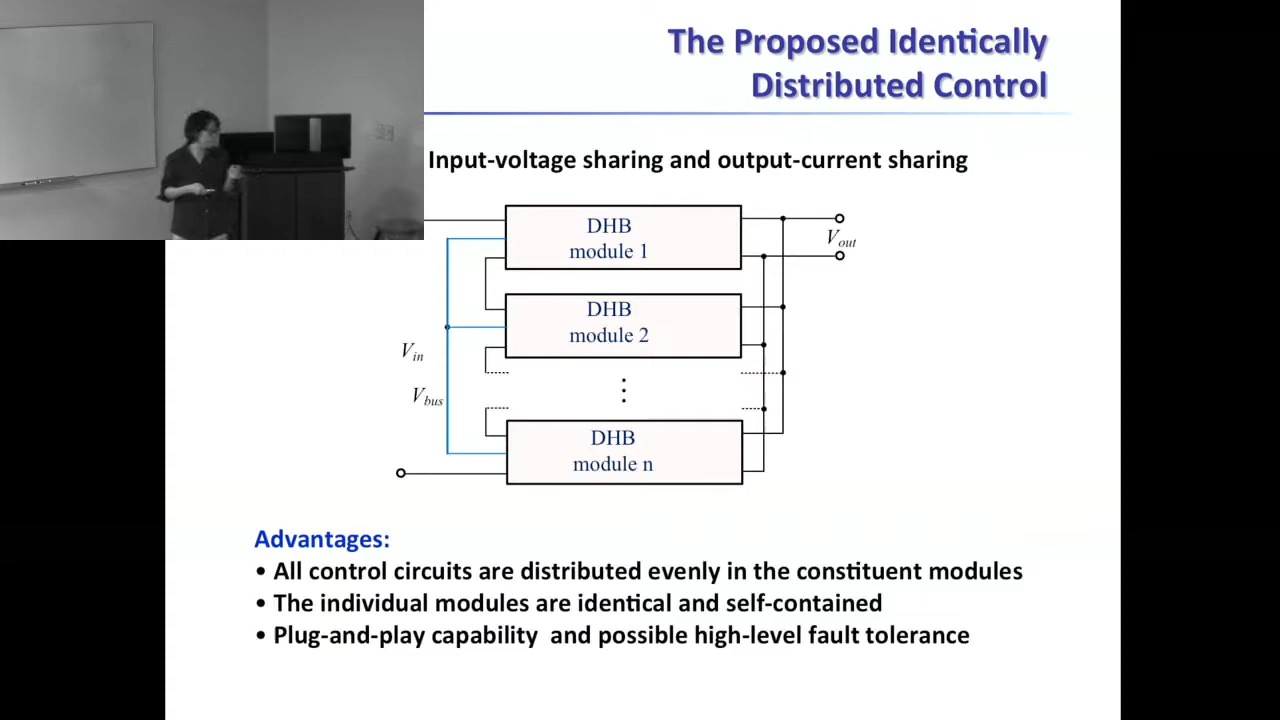 The Proposed Identically
Distributed Control
Input-voltage sharing and output-current sharing
DHB
module 1
Vout
DHB
module 2
Vin
Vbus
DHB
module n
Advantages:
• All control circuits are distributed evenly in the constituent modules
• The individual modules are identical and self-contained
• Plug-and-play capability and possible high-level fault tolerance